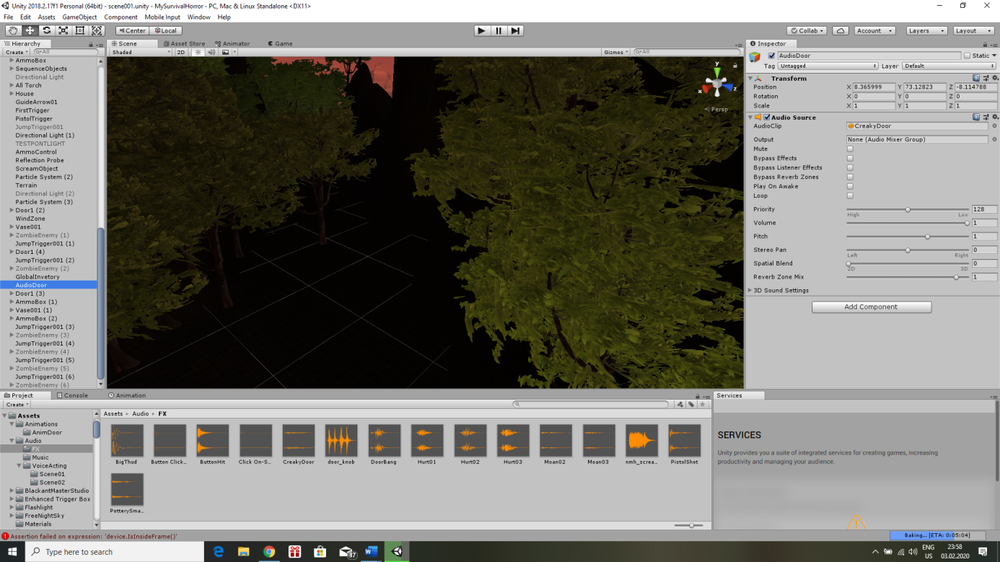 Unity 2018.2.17f1 Personal (64bit) - scene001.unity - MySurvivalHorror - PC, Mac & Linux Standalone <DX11>
File Edit Assets GameObject Component Mobile Input Window Help
Center Local
Collab Account Layers Layout
Hierarchy
Create All
AmmoBox
SequenceObjects
Directional Light
All Torch
House
GuideArrow01
FirstTrigger
PistolTrigger
JumpTrigger001
Directional Light (1)
TESTPONTLIGHT
AmmoControl
Reflection Probe
ScreamObject
Particle System (2)
Terrain
Directional Light (2)
Particle System (3)
Door1 (2)
WindZone
Vase001
ZombieEnemy (1)
JumpTrigger001 (1)
Door1 (4)
JumpTrigger001 (2)
ZombieEnemy (2)
GlobalInvetory
AudioDoor
Door1 (3)
AmmoBox (1)
Vase001 (1)
AmmoBox (2)
JumpTrigger001 (3)
ZombieEnemy (3)
JumpTrigger001 (4)
ZombieEnemy (4)
JumpTrigger001 (5)
ZombieEnemy (5)
JumpTrigger001 (6)
ZombieEnemy (6)
Scene Asset Store Animator Game
Shaded 2D Gizmos All
y
x z
Persp
Inspector
AudioDoor Static
Tag Untagged Layer Default
Transform
Position X 8.365999 Y 73.12823 Z -8.114788
Rotation X 0 Y 0 Z 0
Scale X 1 Y 1 Z 1
Audio Source
AudioClip CreakyDoor
Output None (Audio Mixer Group)
Mute
Bypass Effects
Bypass Listener Effects
Bypass Reverb Zones
Play On Awake
Loop
Priority 128
High Low
Volume 1
Pitch 1
Stereo Pan 0
Left Right
Spatial Blend 0
2D 3D
Reverb Zone Mix 1
3D Sound Settings
Add Component
Project Console Animation
Create
Assets
Animations
AnimDoor
Audio
FX
Music
VoiceActing
Scene01
Scene02
BlackantMasterStudio
Enhanced Trigger Box
Flashlight
FreeNightSky
Materials
Assets Audio FX
BigThud Button Click... ButtonHit Click On-S... CreakyDoor door_knob DoorBang Hurt01 Hurt02 Hurt03 Moan02 Moan03 nmh_screa... PistolShot
PotterySma...
Services
SERVICES
Unity provides you a suite of integrated services for creating games, increasing
productivity and managing your audience.
Assertion failed on expression: 'device.IsInsideFrame()'
Baking... [ETA: 0:05:04]
Type here to search
37
ENG
US
23:58
03.02.2020